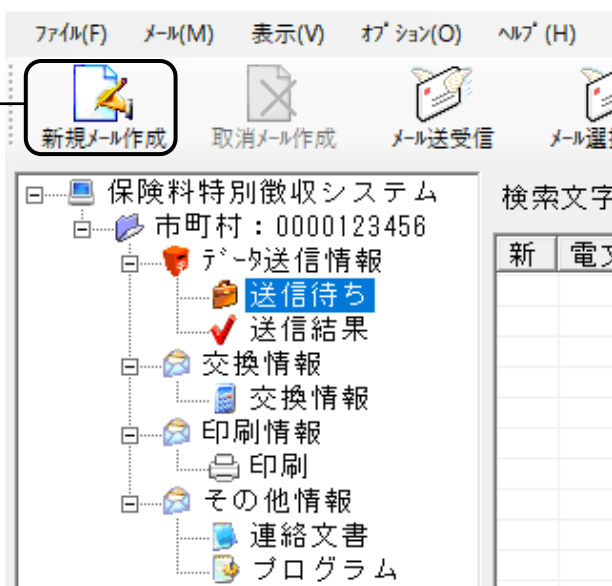 ﾌｧｲﾙ(F) ﾒｰﾙ(M) 表示(V) ｵﾌﾟｼｮﾝ(O) ﾍﾙﾌﾟ(H)
新規ﾒｰﾙ作成 取消ﾒｰﾙ作成 ﾒｰﾙ送受信 ﾒｰﾙ選
保険料特別徴収システム
検索文字
市町村：0000123456
新 電文
ﾃﾞｰﾀ送信情報
送信待ち
送信結果
交換情報
交換情報
印刷情報
印刷
その他情報
連絡文書
プログラム